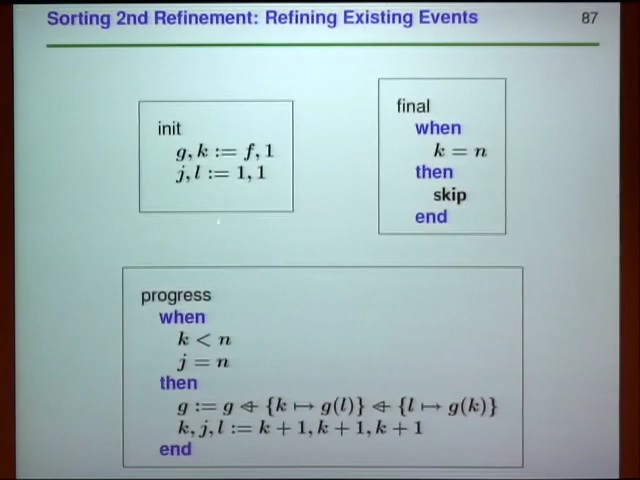 Sorting 2nd Refinement: Refining Existing Events
87
init
g, k := f, 1
j, l := 1, 1
final
when
k = n
then
skip
end
progress
when
k < n
j = n
then
g := g ⩤ {k ↦ g(l)} ⩤ {l ↦ g(k)}
k, j, l := k + 1, k + 1, k + 1
end